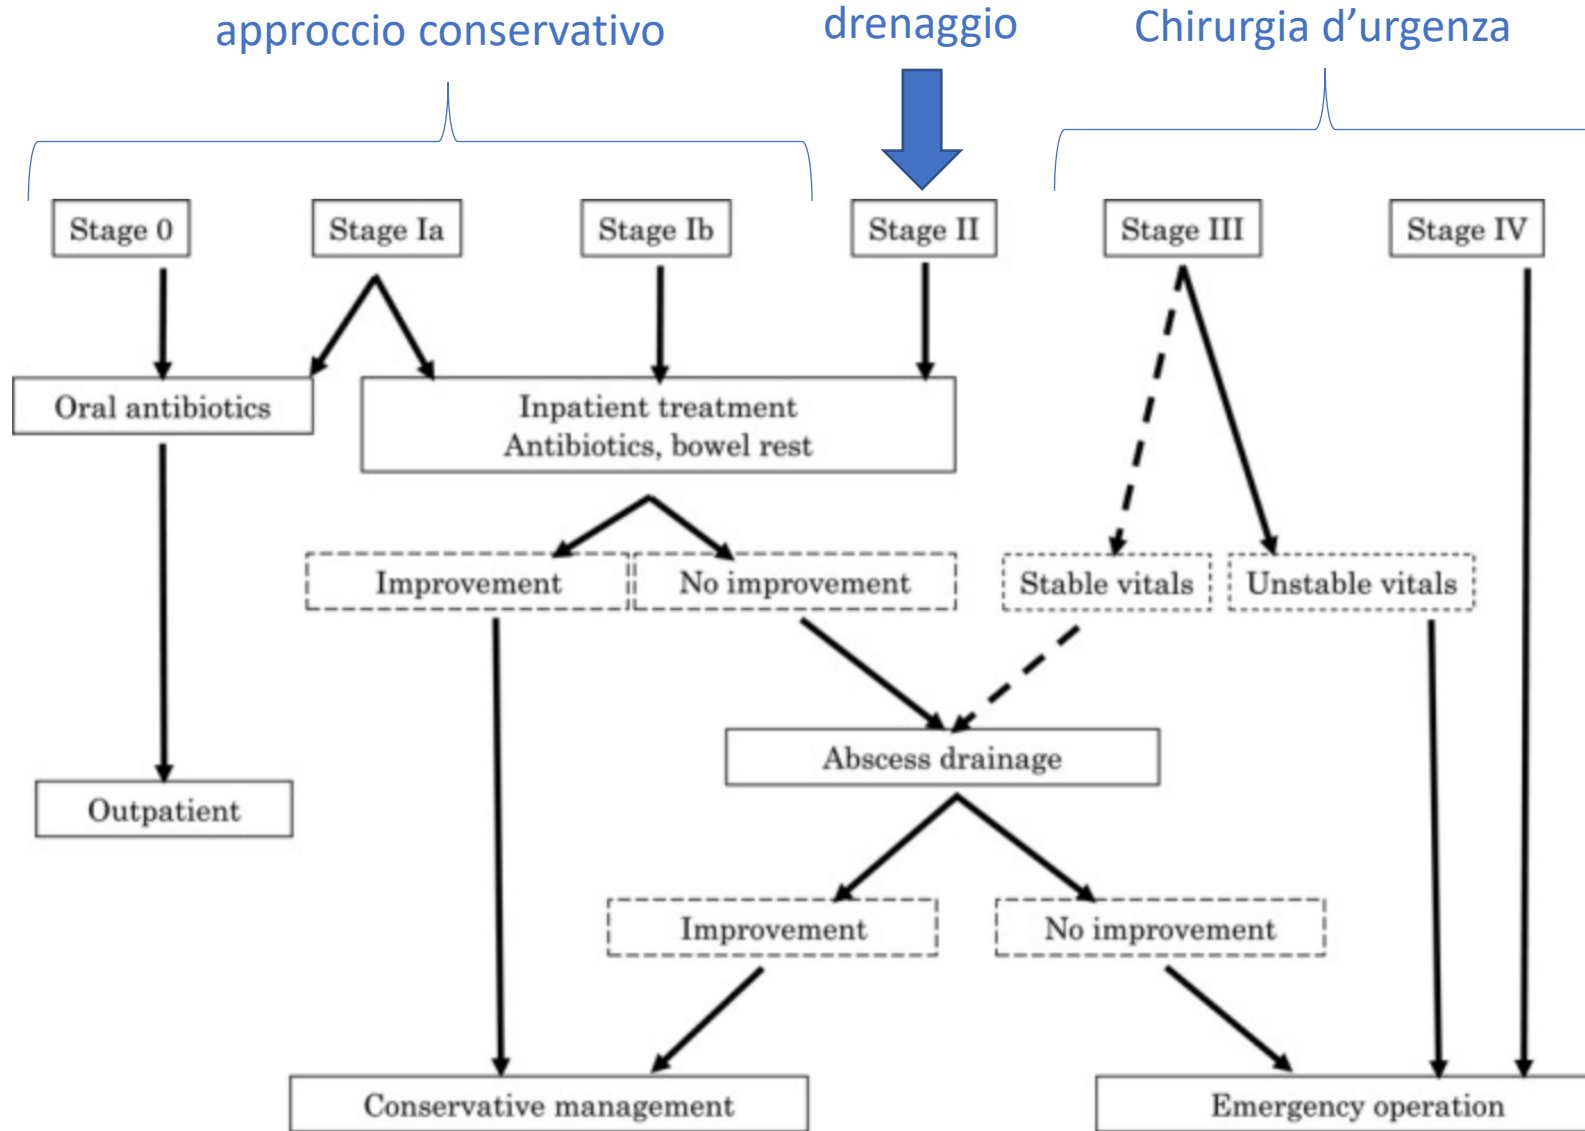 approccio conservativo
drenaggio
Chirurgia d'urgenza
Stage 0
Stage Ia
Stage Ib
Stage II
Stage III
Stage IV
Oral antibiotics
Inpatient treatment
Antibiotics, bowel rest
Improvement
No improvement
Stable vitals
Unstable vitals
Abscess drainage
Outpatient
Improvement
No improvement
Conservative management
Emergency operation